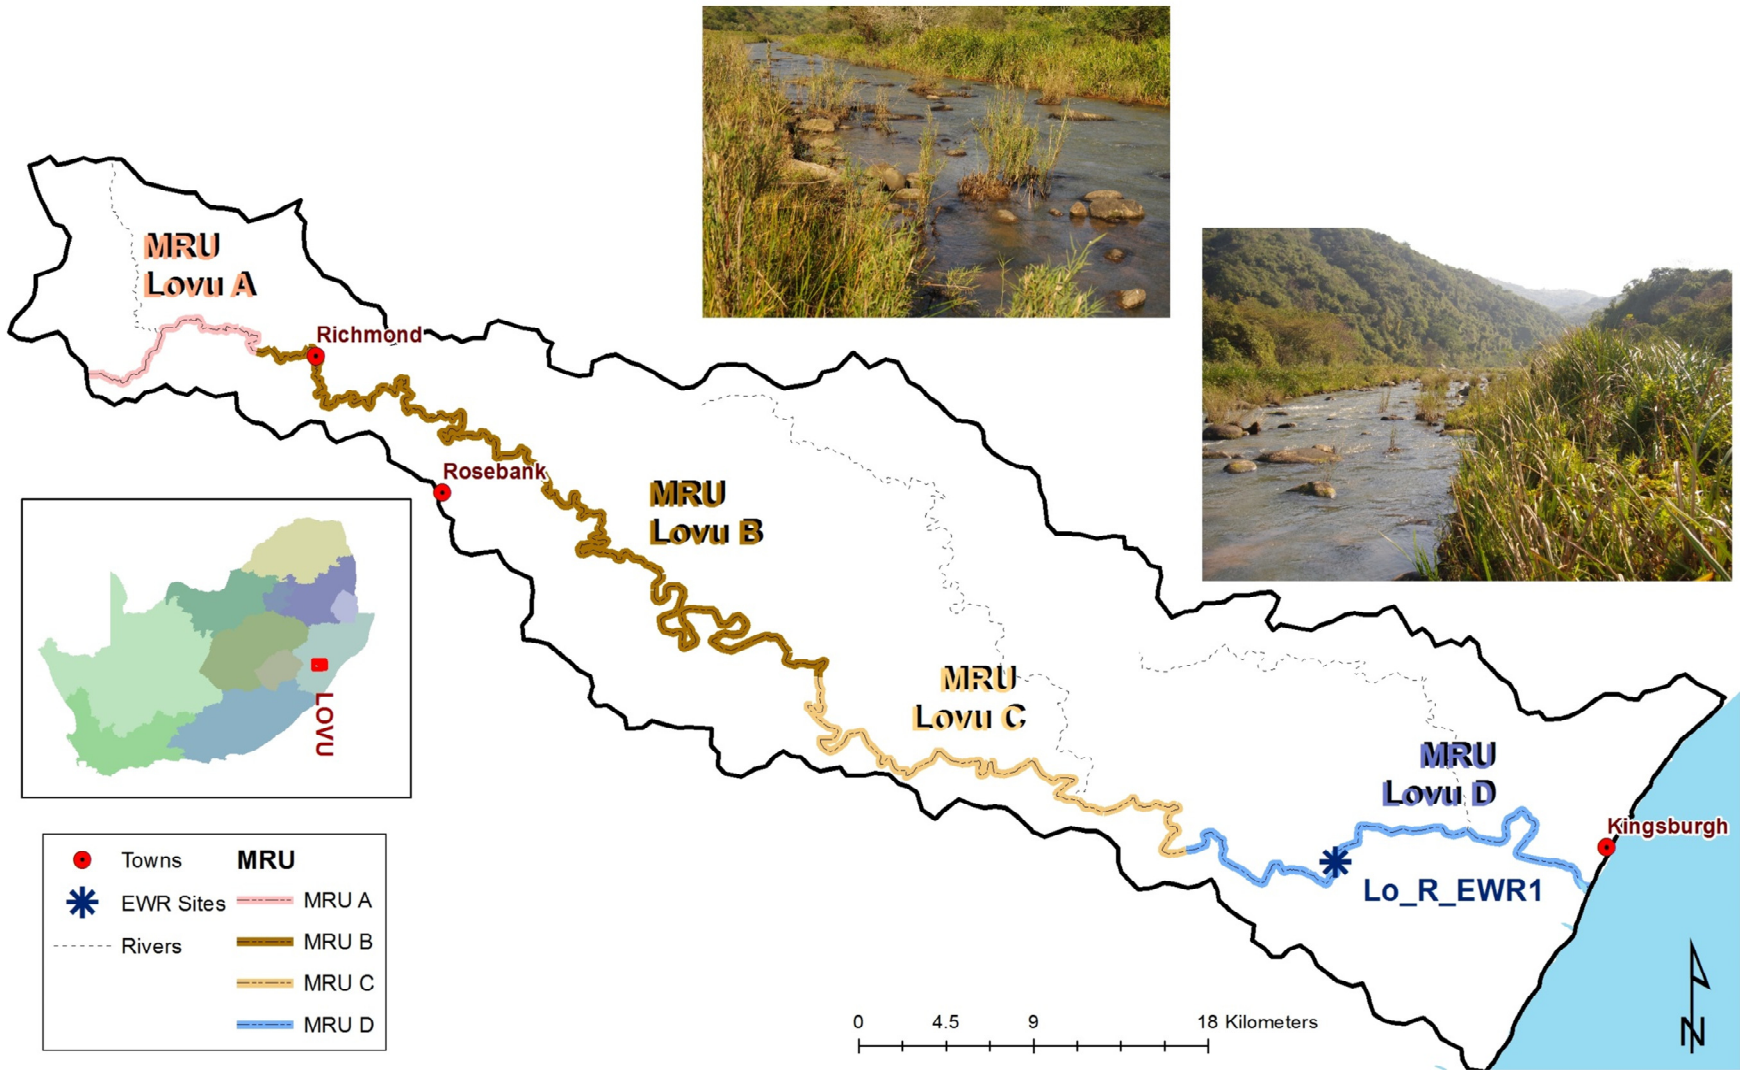 MRU
Lovu A
Richmond
Rosebank
MRU
Lovu B
MRU
Lovu C
MRU
Lovu D
Kingsburgh
Lo_R_EWR1
LOVU
Towns
EWR Sites
Rivers
MRU
MRU A
MRU B
MRU C
MRU D
0 4.5 9 18 Kilometers
N